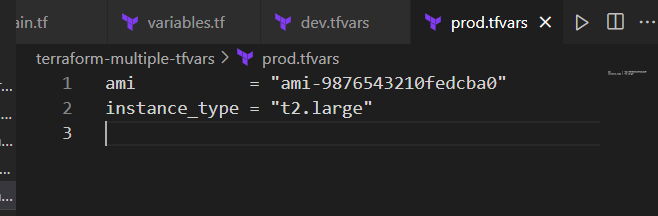 ain.tf variables.tf dev.tfvars prod.tfvars
terraform-multiple-tfvars > prod.tfvars
1 ami = "ami-9876543210fedcba0"
2 instance_type = "t2.large"
3